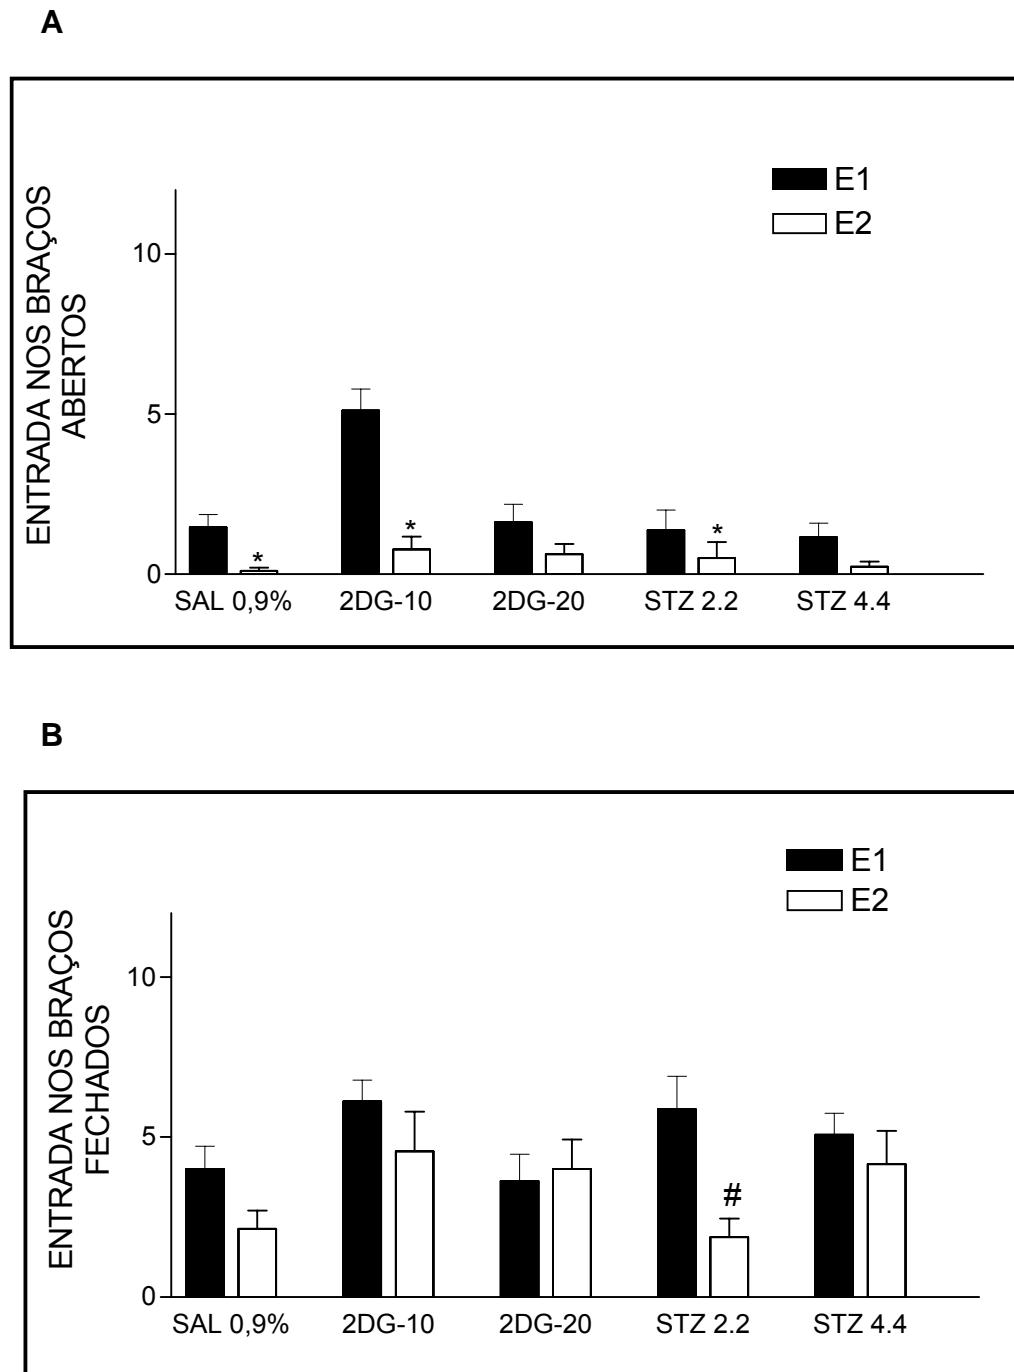 A
E1
E2
ENTRADA NOS BRAÇOS
ABERTOS
10
5
0
*
*
*
SAL 0,9% 2DG-10 2DG-20 STZ 2.2 STZ 4.4
B
E1
E2
ENTRADA NOS BRAÇOS
FECHADOS
10
5
0
#
SAL 0,9% 2DG-10 2DG-20 STZ 2.2 STZ 4.4